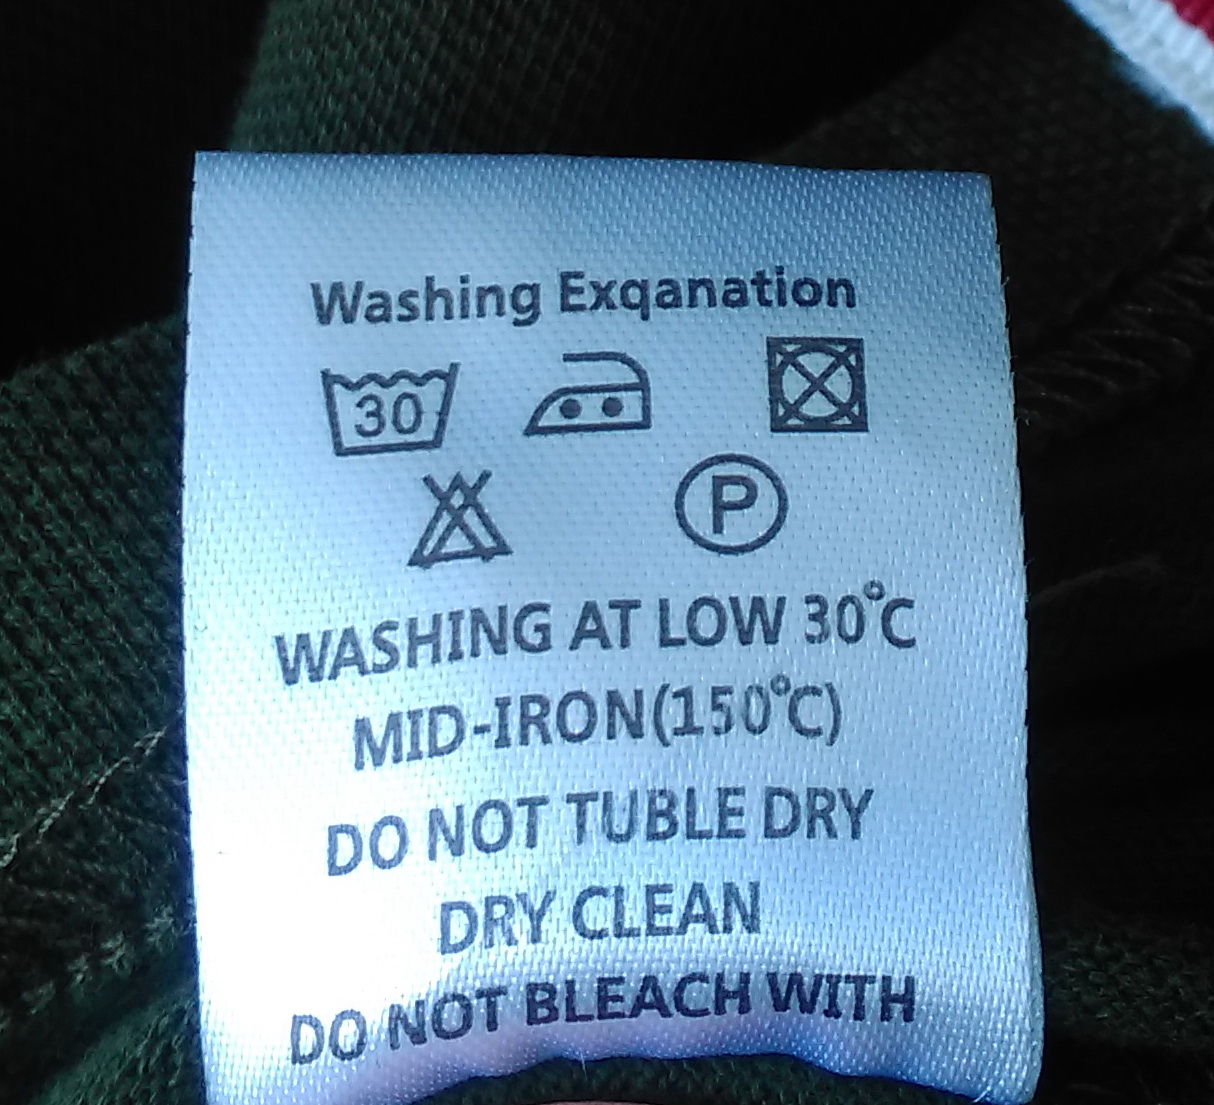 Washing Exqanation
30
P
WASHING AT LOW 30°C
MID-IRON(150°C)
DO NOT TUBLE DRY
DRY CLEAN
DO NOT BLEACH WITH